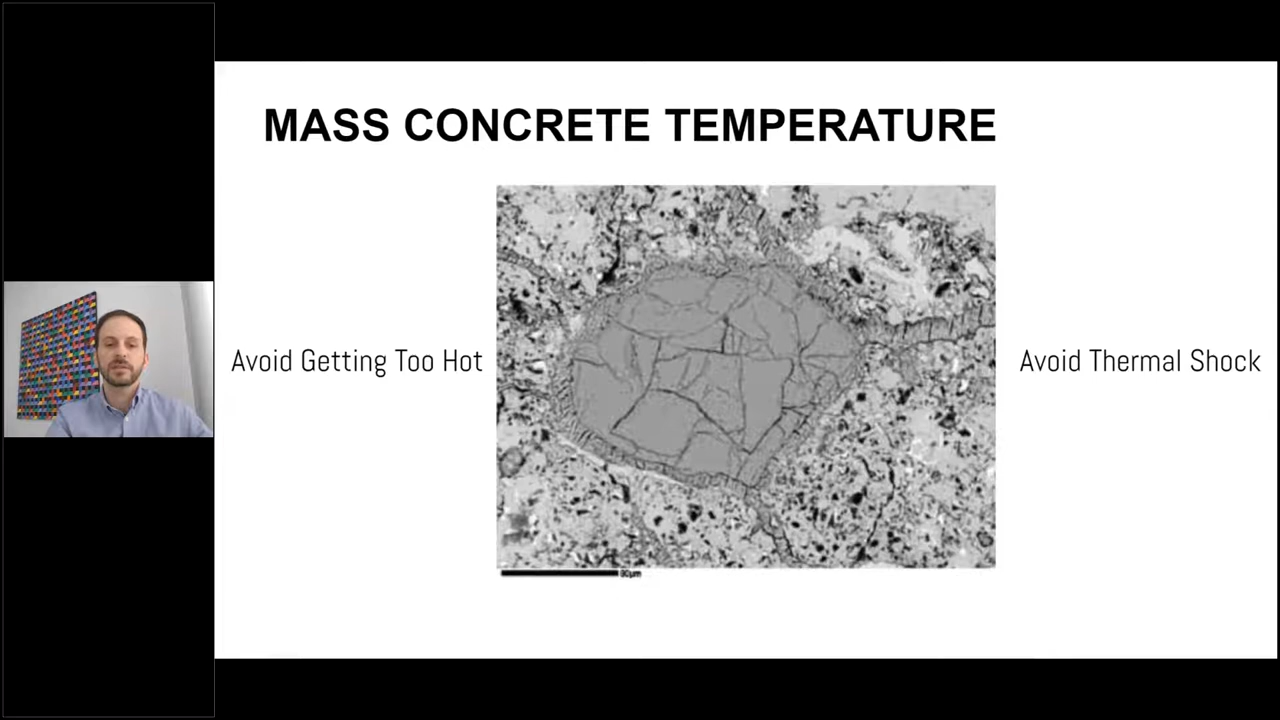 MASS CONCRETE TEMPERATURE
Avoid Getting Too Hot
Avoid Thermal Shock